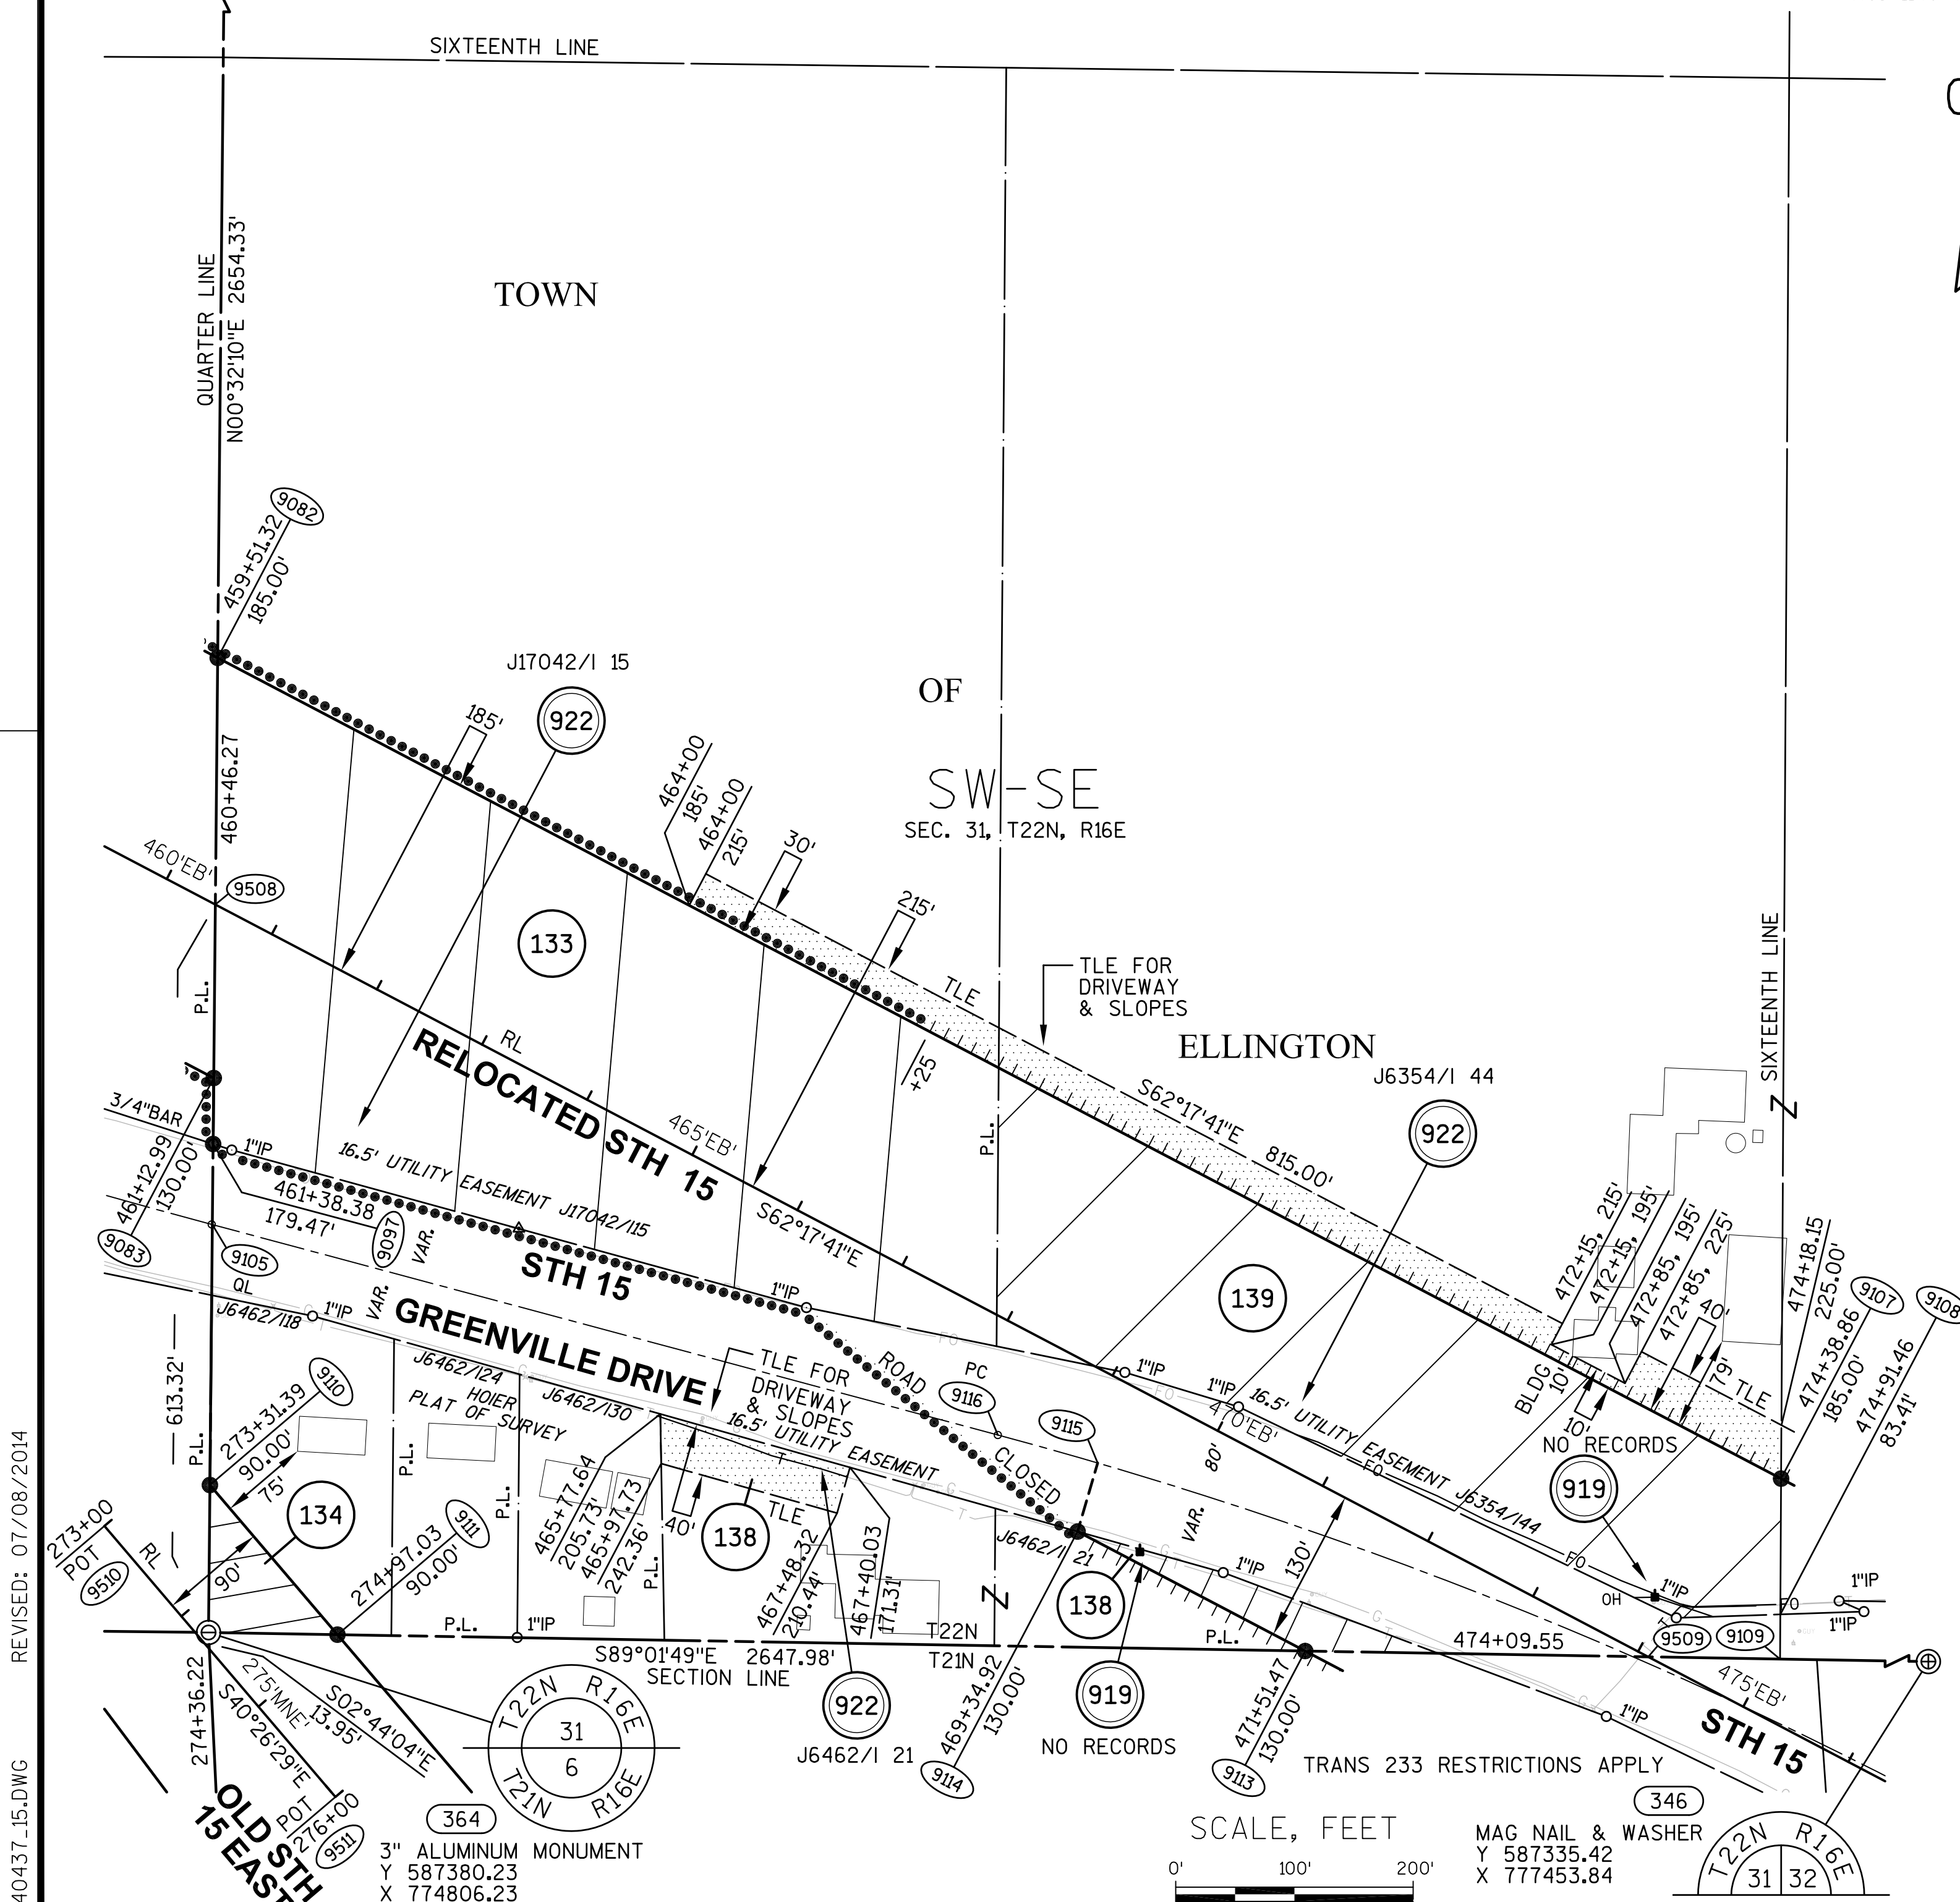 SIXTEENTH LINE
QUARTER LINE
N00°32'10"E 2654.33'
TOWN
9082
459+51.32
185.00'
J17042/I 15
922
185'
OF
464+00
185'
464+00
215'
SW-SE
SEC. 31, T22N, R16E
30'
215'
460+46.27
460'EB'
9508
133
TLE
TLE FOR
DRIVEWAY
& SLOPES
ELLINGTON
J6354/I 44
922
SIXTEENTH LINE
Z
P.L.
RL
RELOCATED STH 15
+25
S62°17'41"E 815.00'
P.L.
465'EB'
3/4"BAR
1"IP
16.5' UTILITY EASEMENT J17042/I15
461+12.99
130.00'
9083
461+38.38
179.47'
9097
VAR.
S62°17'41"E
9105
QL
STH 15
1"IP
139
472+15, 215'
472+15, 195'
472+85, 195'
472+85, 225'
40'
474+18.15
225.00'
474+38.86
185.00'
9107
474+91.46
83.41'
9108
J6462/I18
1"IP
VAR.
GREENVILLE DRIVE
613.32'
J6462/I24
HOIER
PLAT OF SURVEY
J6462/I30
TLE FOR
DRIVEWAY
& SLOPES
16.5' UTILITY EASEMENT
ROAD
CLOSED
FO
PC
9116
9115
1"IP
FO
1"IP
470'EB'
80'
16.5' UTILITY EASEMENT J6354/I44
FO
BLDG
10'
10'
79'
TLE
NO RECORDS
919
9110
273+31.39
90.00'
75'
P.L.
P.L.
P.L.
134
9111
274+97.03
90.00'
90'
465+77.64
205.73'
465+97.73
242.36'
P.L.
40'
T
TLE
138
G
T
467+48.32
210.44'
467+40.03
171.31'
J6462/I 21
Z
VAR.
138
G
T
1"IP
130'
FO
OH
1"IP
T
FO
1"IP
1"IP
273+00
POT
9510
RL
P.L.
1"IP
S89°01'49"E 2647.98'
SECTION LINE
T22N
T21N
P.L.
G
T
474+09.55
9509
9109
274+36.22
275'MNE'
S40°26'29"E
S02°44'04"E
13.95'
POT
276+00
9511
OLD STH
15 EAST
T22N R16E
31
6
T21N R16E
922
J6462/I 21
469+34.92
130.00'
9114
919
NO RECORDS
471+51.47
130.00'
9113
G
1"IP
475'EB'
STH 15
TRANS 233 RESTRICTIONS APPLY
364
3" ALUMINUM MONUMENT
Y 587380.23
X 774806.23
SCALE, FEET
0' 100' 200'
346
MAG NAIL & WASHER
Y 587335.42
X 777453.84
T22N R16E
31 32
REVISED: 07/08/2014
40437_15.DWG